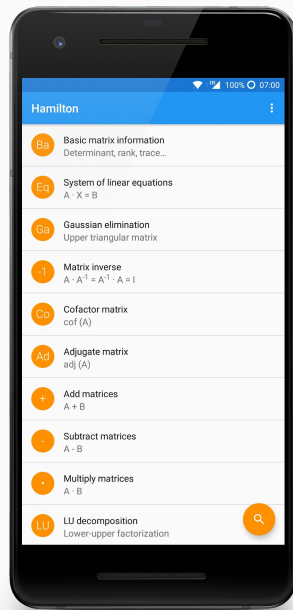 100% 07:00
Hamilton
Ba
Basic matrix information
Determinant, rank, trace...
Eq
System of linear equations
A · X = B
Ga
Gaussian elimination
Upper triangular matrix
-1
Matrix inverse
A · A⁻¹ = A⁻¹ · A = I
Co
Cofactor matrix
cof (A)
Ad
Adjugate matrix
adj (A)
+
Add matrices
A + B
-
Subtract matrices
A - B
•
Multiply matrices
A · B
LU
LU decomposition
Lower-upper factorization